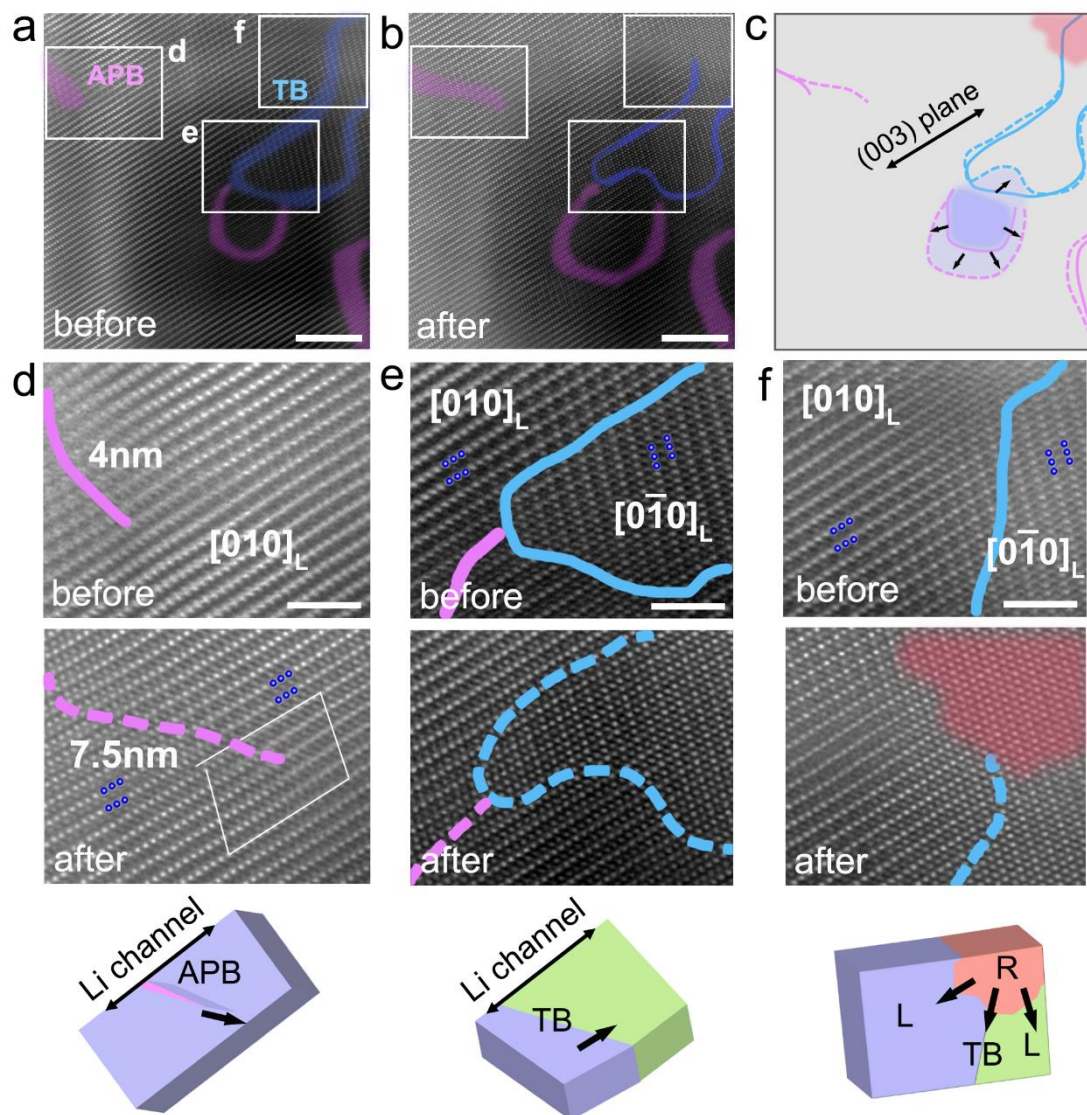 a
APB
d
f
TB
e
before
b
after
c
(003) plane
d
4nm
[010]L
before
7.5nm
after
Li channel
APB
e
[010]L
[01̄0]L
before
after
Li channel
TB
f
[010]L
[01̄0]L
before
after
R
L
TB
L